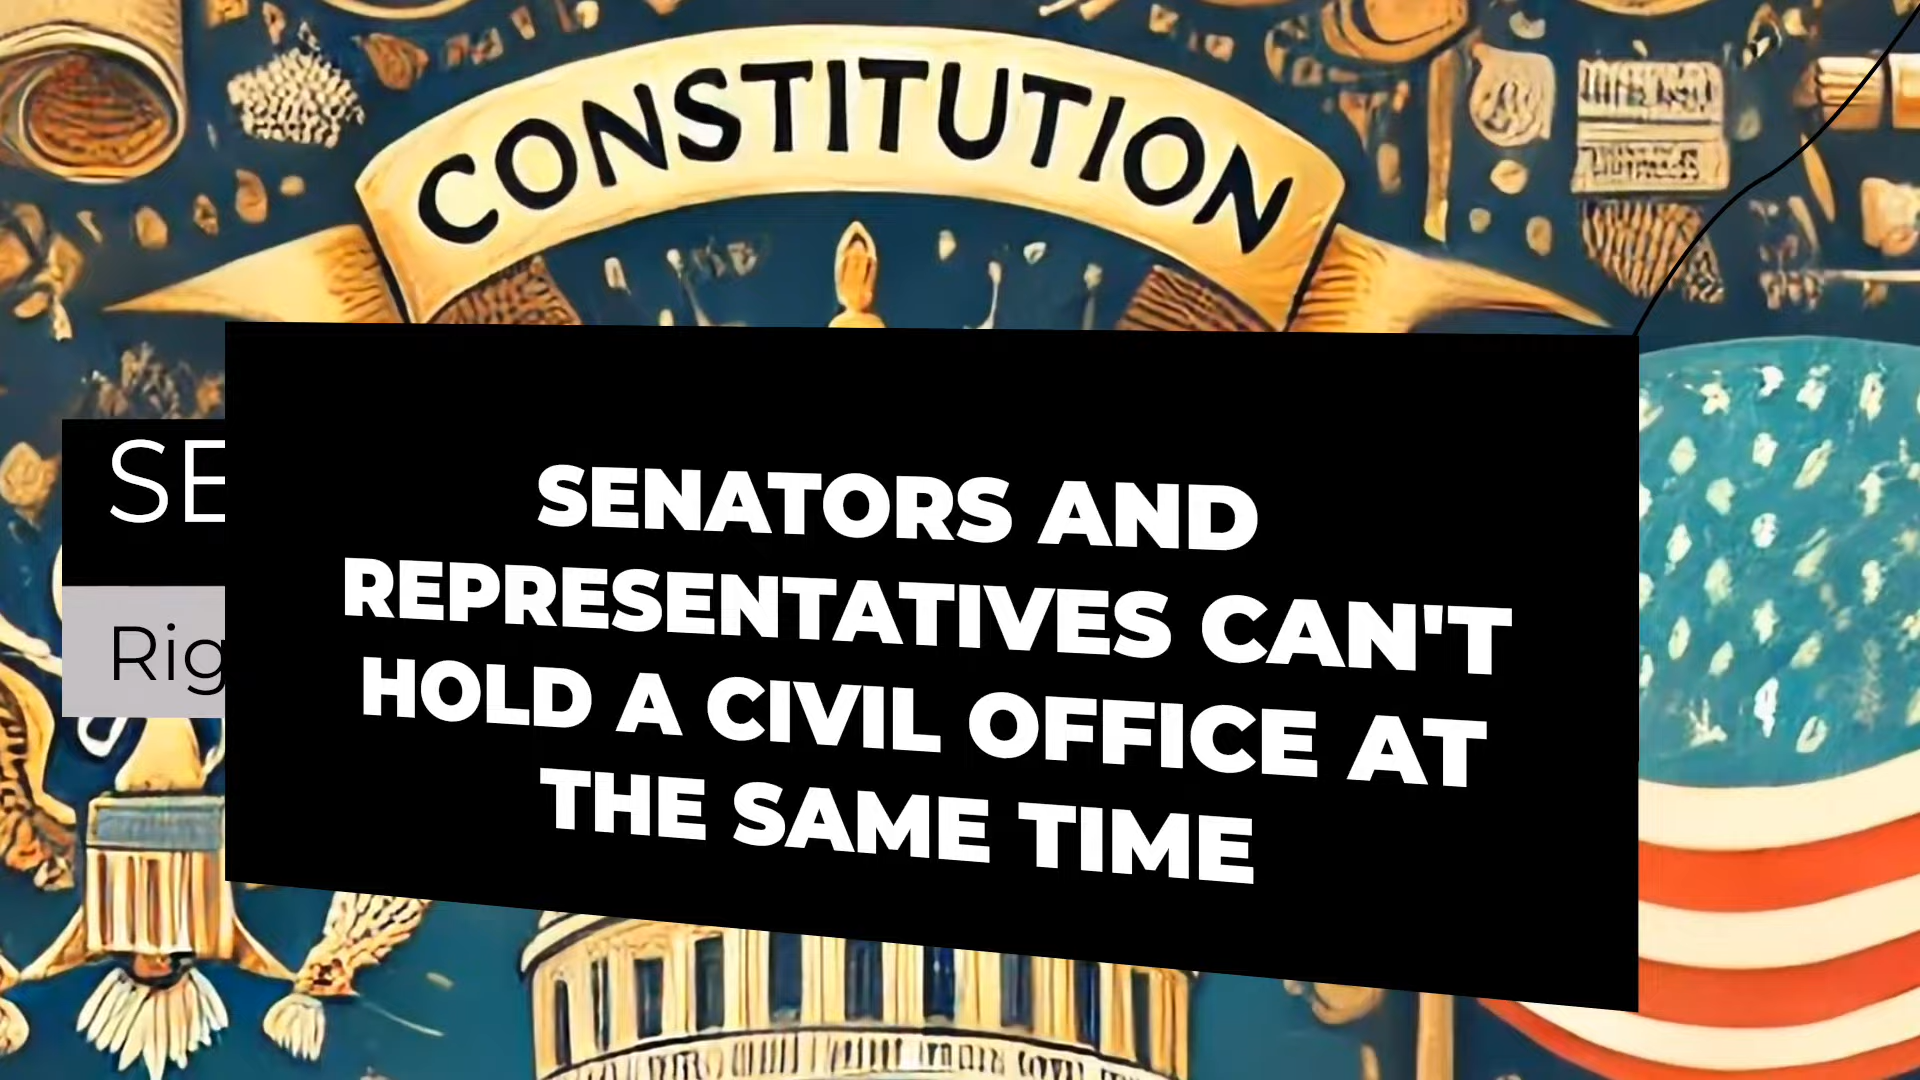 CONSTITUTION
SE
Rig
SENATORS AND
REPRESENTATIVES CAN'T
HOLD A CIVIL OFFICE AT
THE SAME TIME